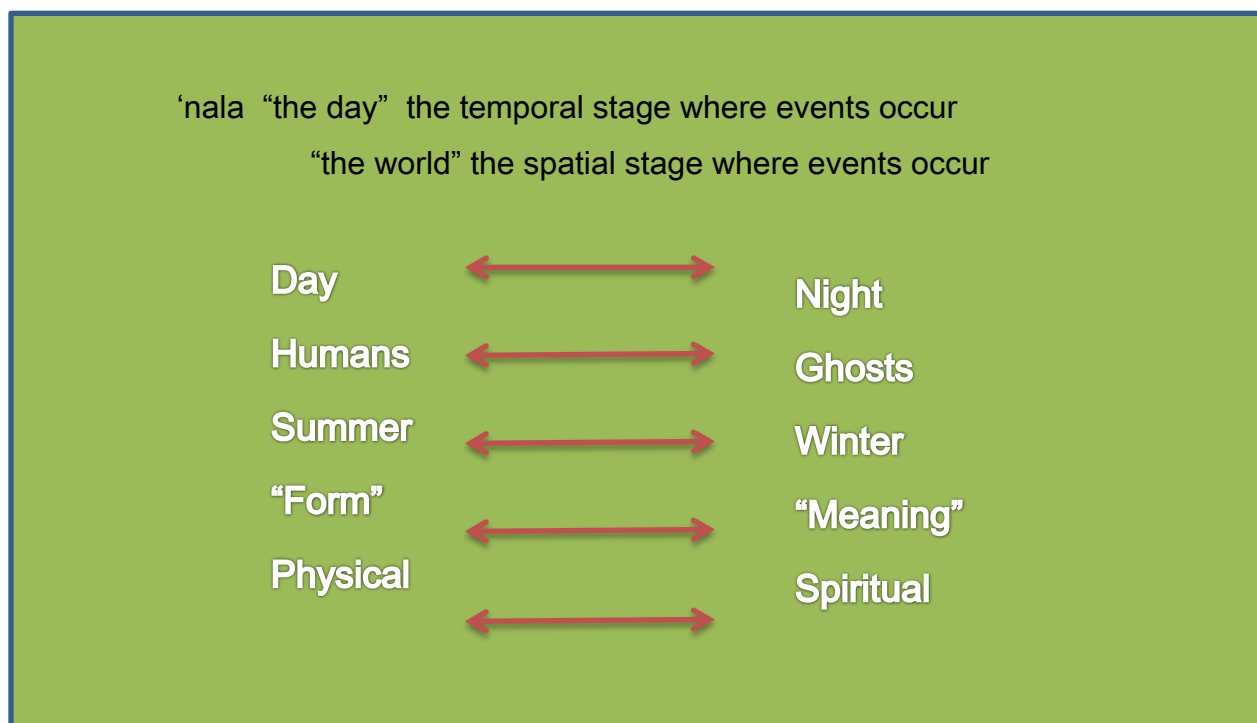 ‘nala “the day” the temporal stage where events occur
“the world” the spatial stage where events occur
Day
Night
Humans
Ghosts
Summer
Winter
“Form”
“Meaning”
Physical
Spiritual